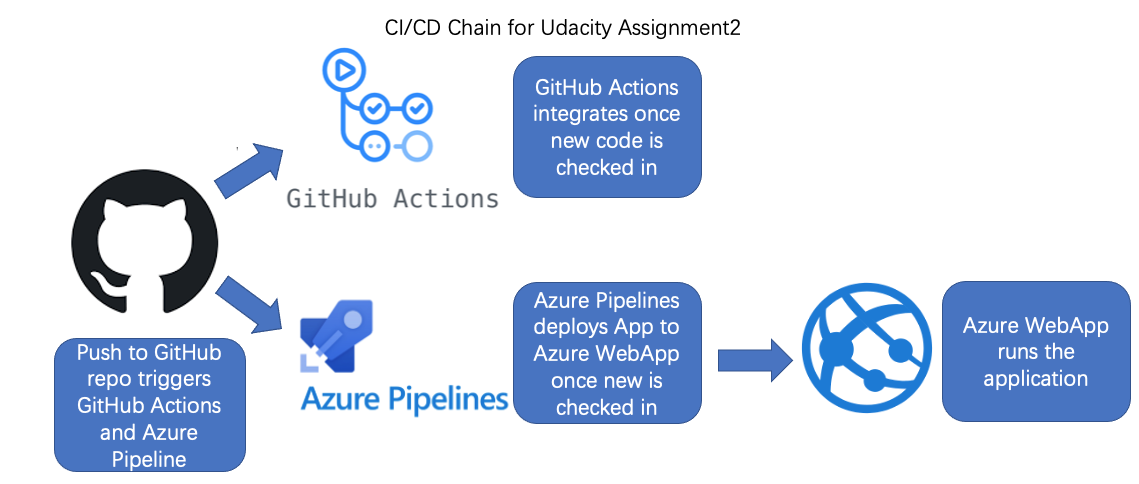 CI/CD Chain for Udacity Assignment2
GitHub Actions
integrates once
new code is
checked in
GitHub Actions
Push to GitHub
repo triggers
GitHub Actions
and Azure
Pipeline
Azure Pipelines
Azure Pipelines
deploys App to
Azure WebApp
once new is
checked in
Azure WebApp
runs the
application